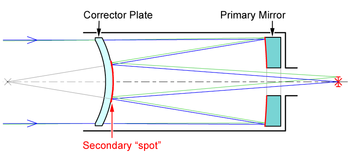 Corrector Plate
Primary Mirror
Secondary “spot”